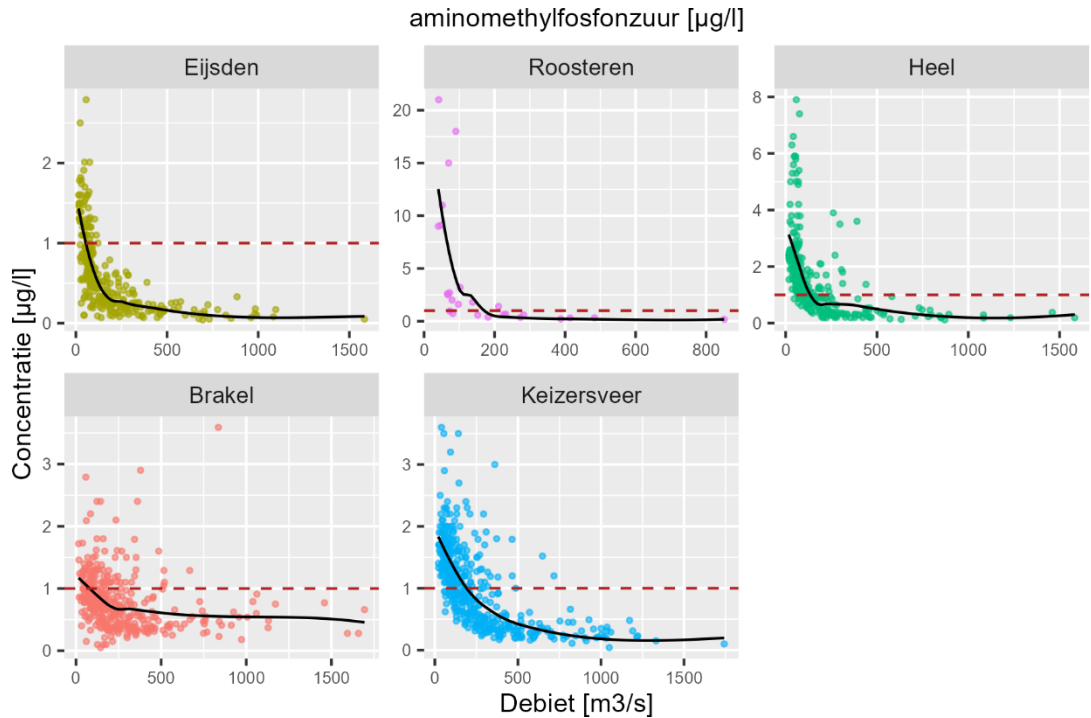 aminomethylfosfonzuur [µg/l]
Eijsden
Roosteren
Heel
2
1
0
0 500 1000 1500
20
15
10
5
0
0 200 400 600 800
8
6
4
2
0
0 500 1000 1500
Concentratie [µg/l]
Brakel
Keizersveer
3
2
1
0
0 500 1000 1500
3
2
1
0
0 500 1000 1500
Debiet [m3/s]